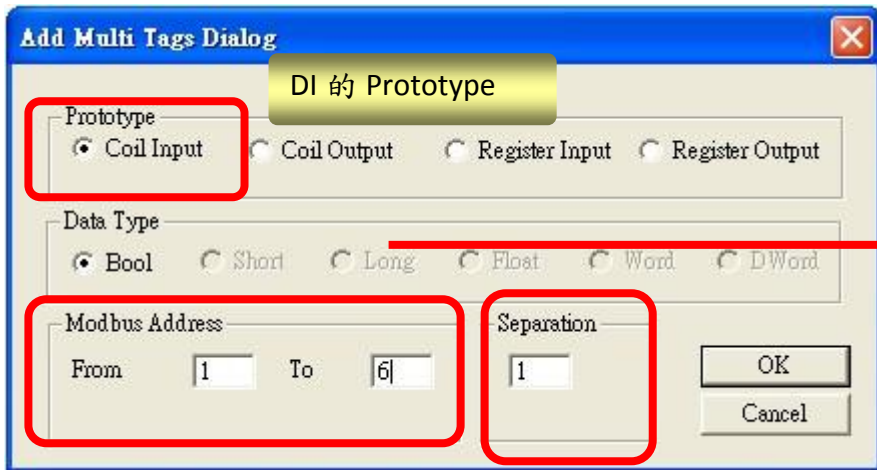 Add Multi Tags Dialog
DI 的 Prototype
Prototype
Coil Input Coil Output Register Input Register Output
Data Type
Bool Short Long Float Word DWord
Modbus Address Separation
From 1 To 6 1
OK
Cancel